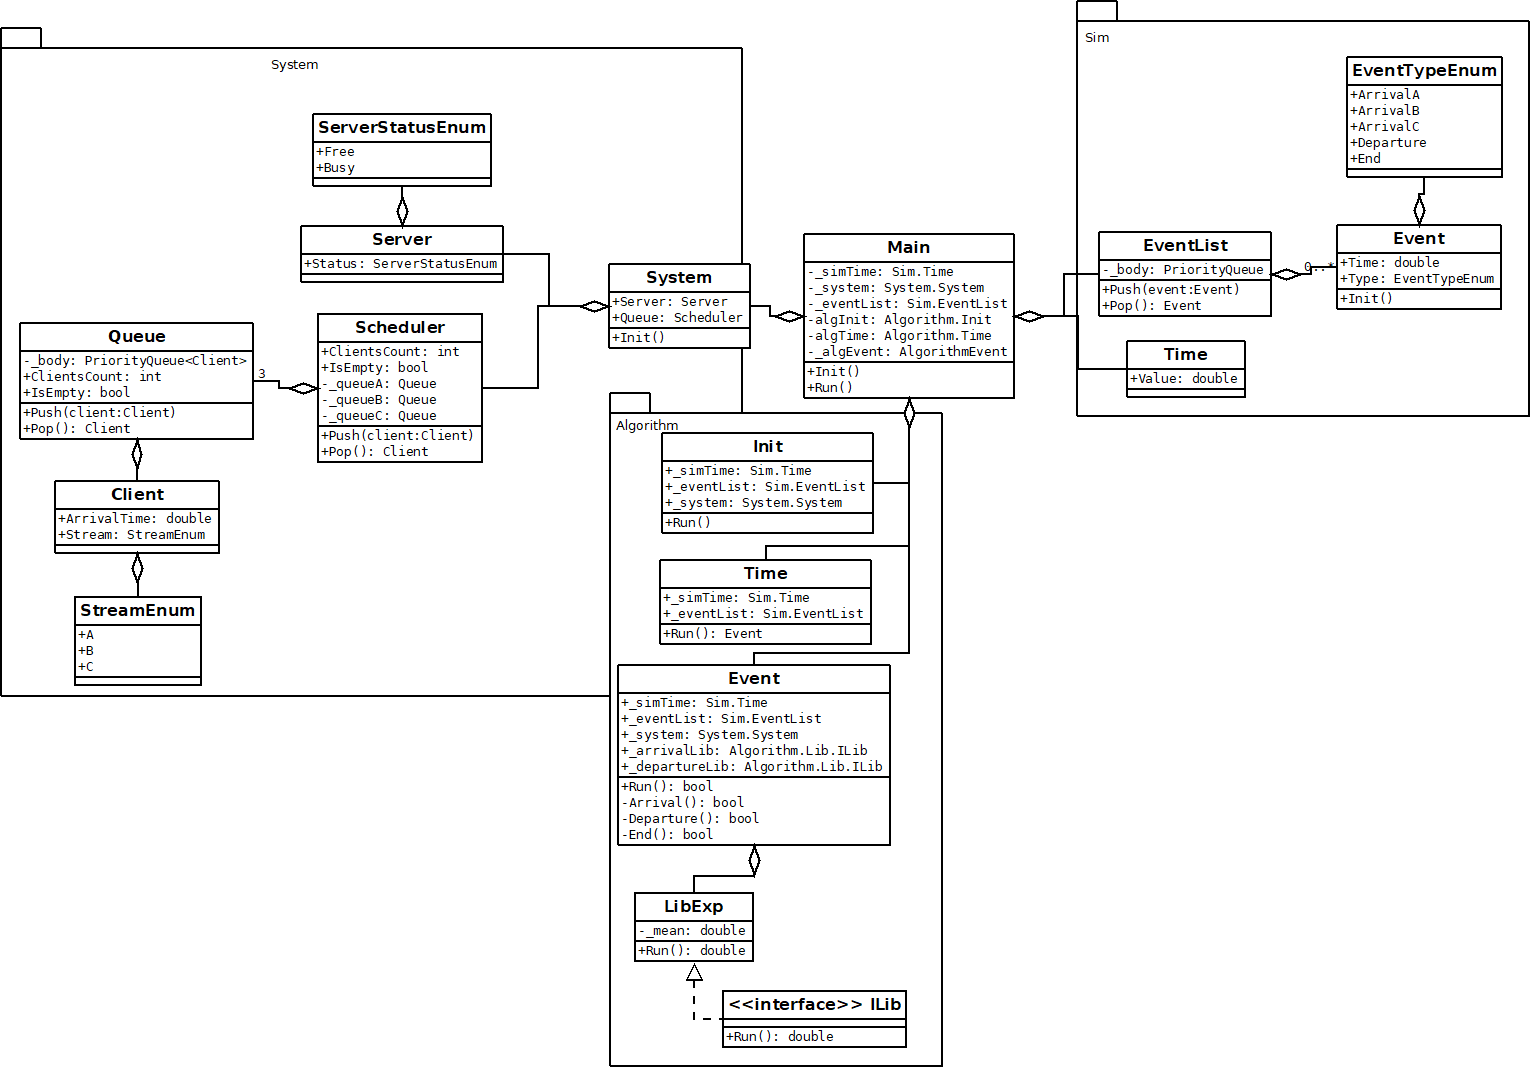 System
ServerStatusEnum
+Free
+Busy
Server
+Status: ServerStatusEnum
System
+Server: Server
+Queue: Scheduler
+Init()
Queue
-_body: PriorityQueue<Client>
+ClientsCount: int
+IsEmpty: bool
+Push(client:Client)
+Pop(): Client
3
Scheduler
+ClientsCount: int
+IsEmpty: bool
-_queueA: Queue
-_queueB: Queue
-_queueC: Queue
+Push(client:Client)
+Pop(): Client
Client
+ArrivalTime: double
+Stream: StreamEnum
StreamEnum
+A
+B
+C
Main
-_simTime: Sim.Time
-_system: System.System
-_eventList: Sim.EventList
-algInit: Algorithm.Init
-algTime: Algorithm.Time
-_algEvent: AlgorithmEvent
+Init()
+Run()
Sim
EventTypeEnum
+ArrivalA
+ArrivalB
+ArrivalC
+Departure
+End
EventList
-_body: PriorityQueue
+Push(event:Event)
+Pop(): Event
0..*
Event
+Time: double
+Type: EventTypeEnum
+Init()
Time
+Value: double
Algorithm
Init
+_simTime: Sim.Time
+_eventList: Sim.EventList
+_system: System.System
+Run()
Time
+_simTime: Sim.Time
+_eventList: Sim.EventList
+Run(): Event
Event
+_simTime: Sim.Time
+_eventList: Sim.EventList
+_system: System.System
+_arrivalLib: Algorithm.Lib.ILib
+_departureLib: Algorithm.Lib.ILib
+Run(): bool
-Arrival(): bool
-Departure(): bool
-End(): bool
LibExp
-_mean: double
+Run(): double
<<interface>> ILib
+Run(): double